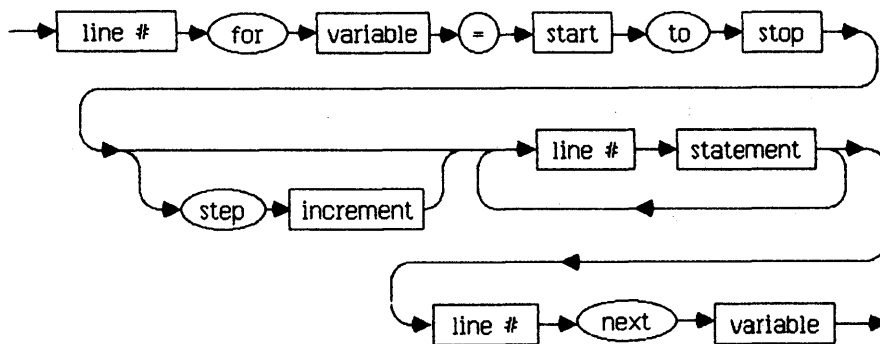 line # for variable = start to stop
line # statement
step increment
line # next variable